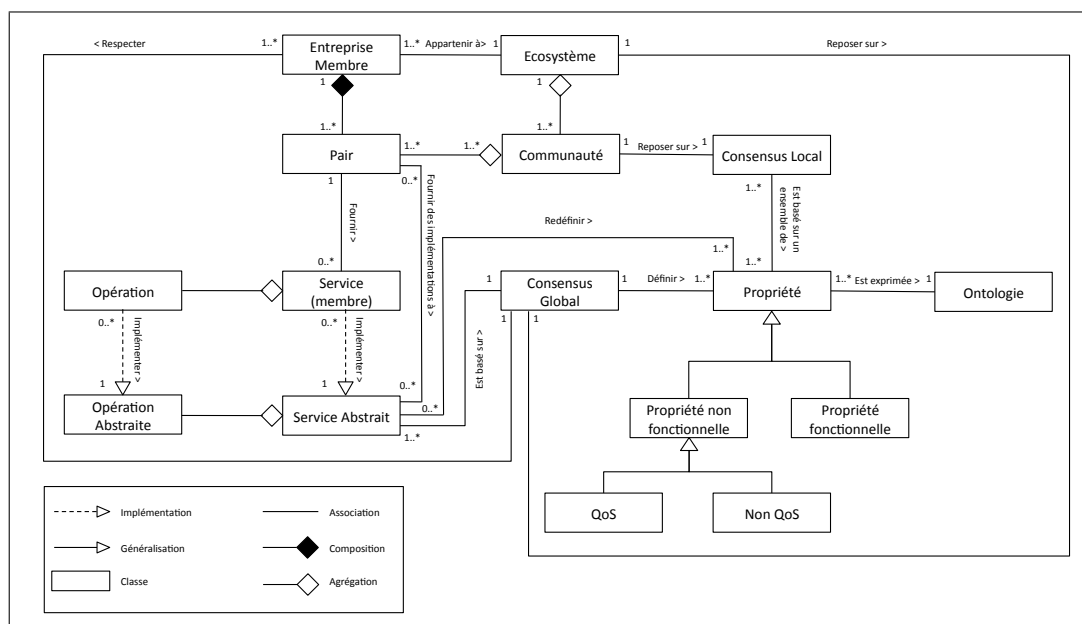 < Respecter
1..*
Entreprise
Membre
1..*
Appartenir à>
1
Ecosystème
1
Reposer sur >
1
1
1..*
1..*
Pair
1..*
1..*
Communauté
1
Reposer sur >
1
Consensus Local
1
0..*
1..*
Fournir >
Fournir des implémentations à >
Est basé sur un
ensemble de >
Redéfinir >
0..*
1..*
1..*
Opération
Service
(membre)
1
Consensus
Global
1
Définir >
1..*
Propriété
1..*
Est exprimée >
1
Ontologie
0..*
Implémenter >
0..*
Implémenter >
1
1
Est basé sur >
1
1
0..*
0..*
Opération
Abstraite
Service Abstrait
1..*
Propriété non
fonctionnelle
Propriété
fonctionnelle
QoS
Non QoS
Implémentation
Association
Généralisation
Composition
Classe
Agrégation